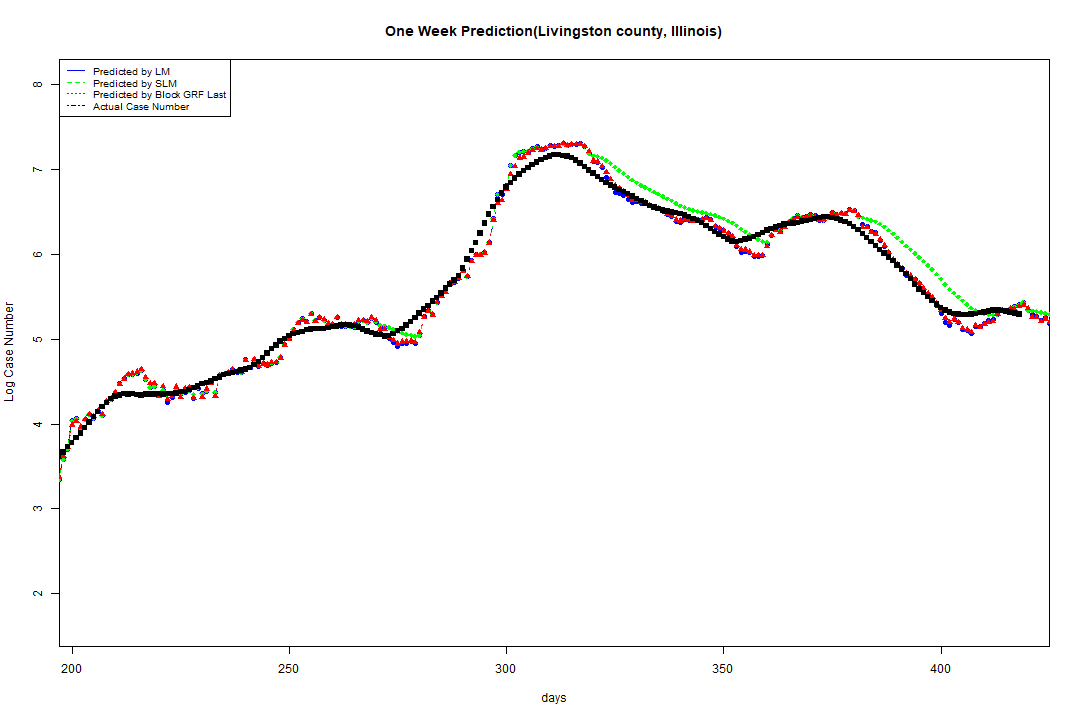 One Week Prediction(Livingston county, Illinois)
Predicted by LM
Predicted by SLM
Predicted by Block GRF Last
Actual Case Number
8
7
6
5
4
3
2
Log Case Number
200 250 300 350 400
days